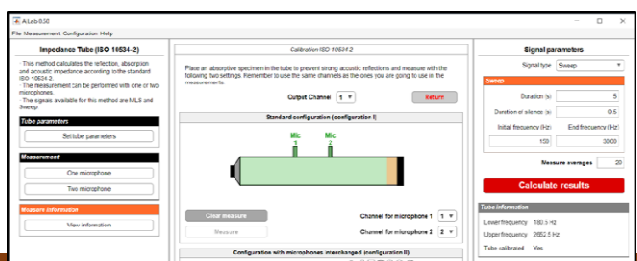 AiLab 0.50
File Measurement Configuration Help
Impedance Tube (ISO 10534-2)
- This method calculates the reflection, absorption
and acoustic impedance according to the standard
ISO 10534-2.
- The measurement can be performed with one or two
microphones.
- The signals available for this method are MLS and
Sweep
Tube parameters
Set tube parameters
Measurement
One microphone
Two microphone
Measure information
View information
Calibration ISO 10534-2
Place an absorptive specimen in the tube to prevent strong acoustic reflections and measure with the
following two settings. Remember to use the same channels as the ones you are going to use in the
measurements.
Output Channel 1
Return
Standard configuration (configuration I)
Mic 1
Mic 2
Clear measure
Channel for microphone 1 1
Measure
Channel for microphone 2 2
Configuration with microphones interchanged (configuration II)
Signal parameters
Signal type Sweep
Sweep
Duration (s) 5
Duration of silence (s) 0.5
Initial frequency (Hz) End frequency (Hz)
150 3000
Measure averages 20
Calculate results
Tube information
Lower frequency 180.5 Hz
Upper frequency 2652.5 Hz
Tube calibrated Yes